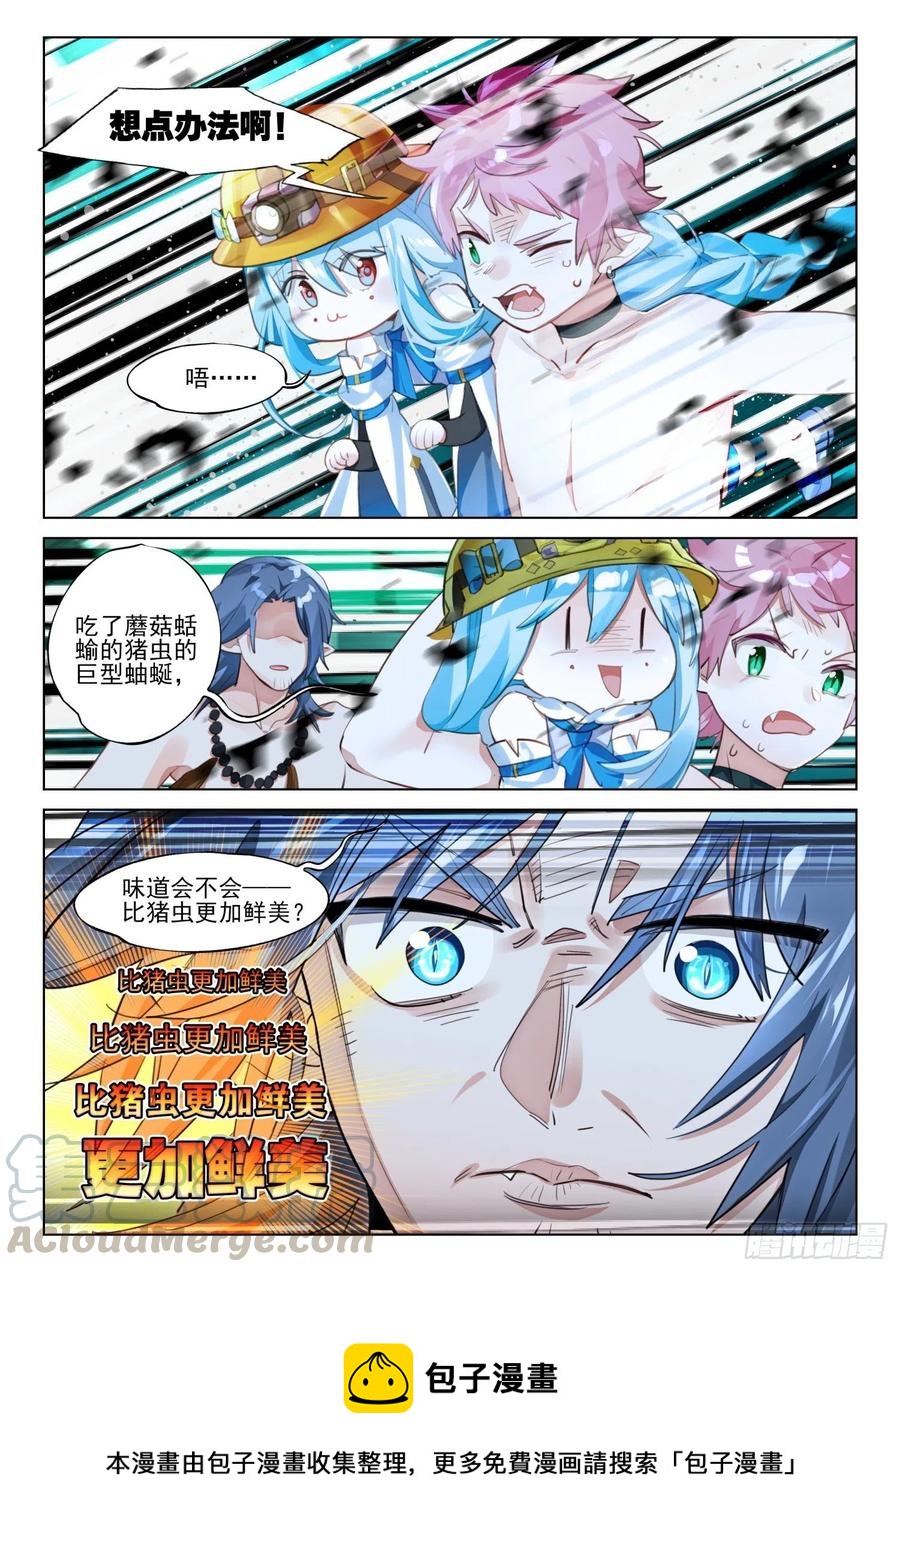 想点办法啊！
唔……
吃了蘑菇蛞
蝓的猪虫的
巨型蚰蜒，
味道会不会——
比猪虫更加鲜美？
比猪虫更加鲜美
比猪虫更加鲜美
比猪虫更加鲜美
更加鲜美
集云
AcloudMerge.com
腾讯动漫
包子漫畫
本漫畫由包子漫畫收集整理，更多免費漫画請搜索「包子漫畫」